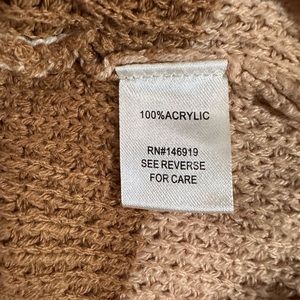 100%ACRYLIC
RN#146919
SEE REVERSE
FOR CARE